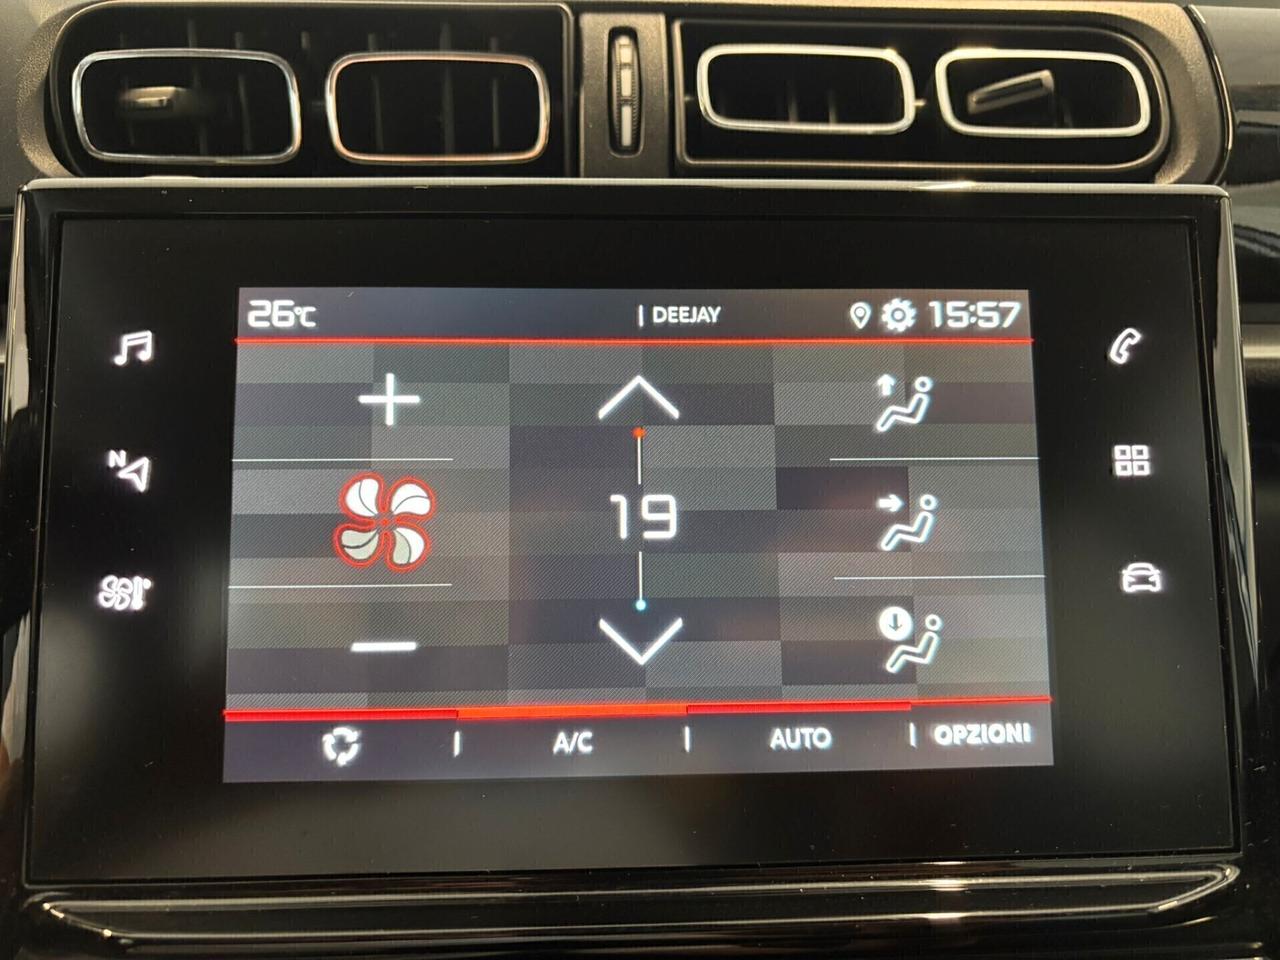 26°C | DEEJAY 15:57
N
19
A/C | AUTO | OPZIONI